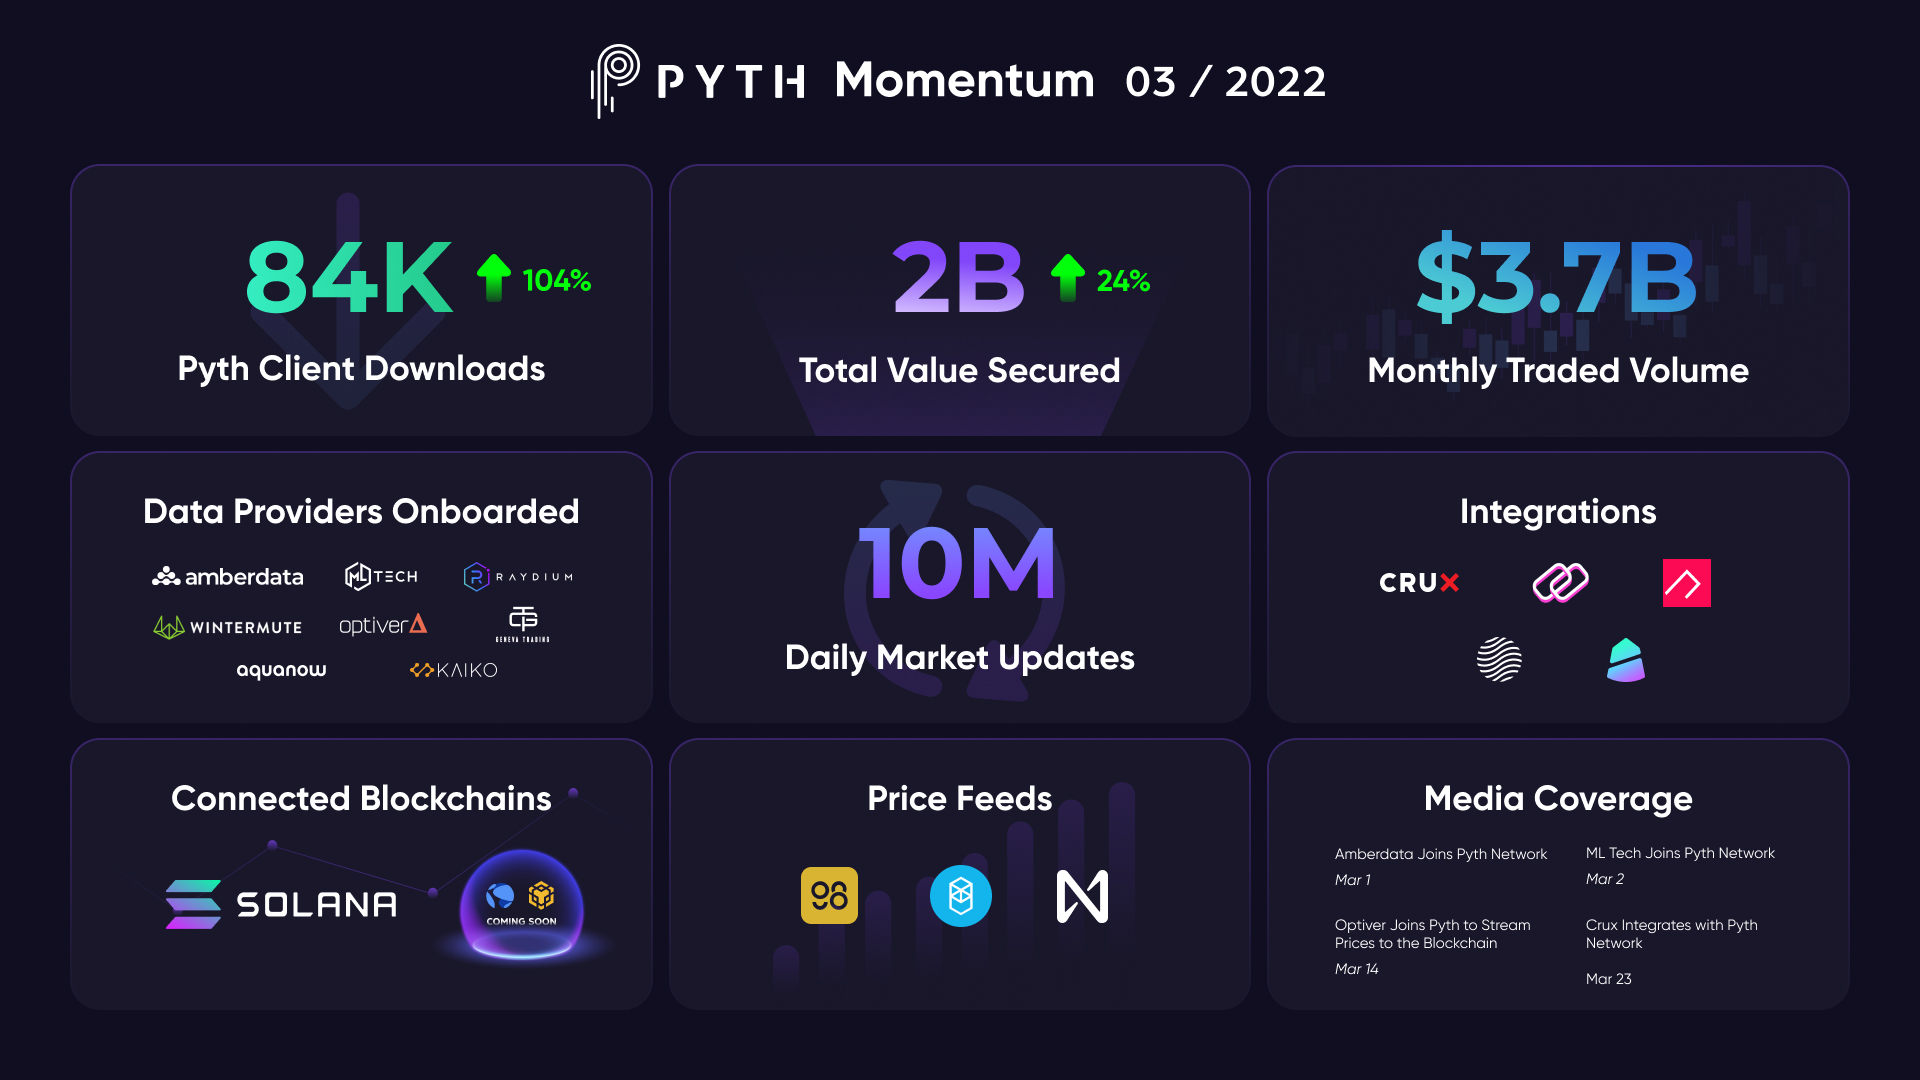 PYTH Momentum 03 / 2022
84K 104%
Pyth Client Downloads
2B 24%
Total Value Secured
$3.7B
Monthly Traded Volume
Data Providers Onboarded
amberdata MLTECH RAYDIUM
WINTERMUTE optiver GENEVA TRADING
aquanow KAIKO
10M
Daily Market Updates
Integrations
CRUX
Connected Blockchains
SOLANA
COMING SOON
Price Feeds
98
Media Coverage
Amberdata Joins Pyth Network
Mar 1
ML Tech Joins Pyth Network
Mar 2
Optiver Joins Pyth to Stream
Prices to the Blockchain
Mar 14
Crux Integrates with Pyth
Network
Mar 23